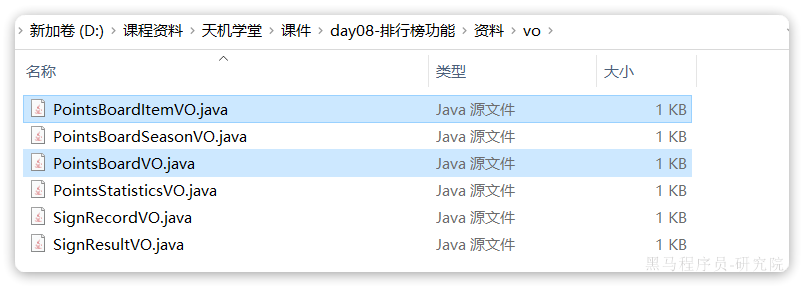 新加卷 (D:) › 课程资料 › 天机学堂 › 课件 › day08-排行榜功能 › 资料 › vo ›
名称 类型 大小
PointsBoardItemVO.java Java 源文件 1 KB
PointsBoardSeasonVO.java Java 源文件 1 KB
PointsBoardVO.java Java 源文件 1 KB
PointsStatisticsVO.java Java 源文件 1 KB
SignRecordVO.java Java 源文件 1 KB
SignResultVO.java Java 源文件 1 KB
黑马程序员-研究院